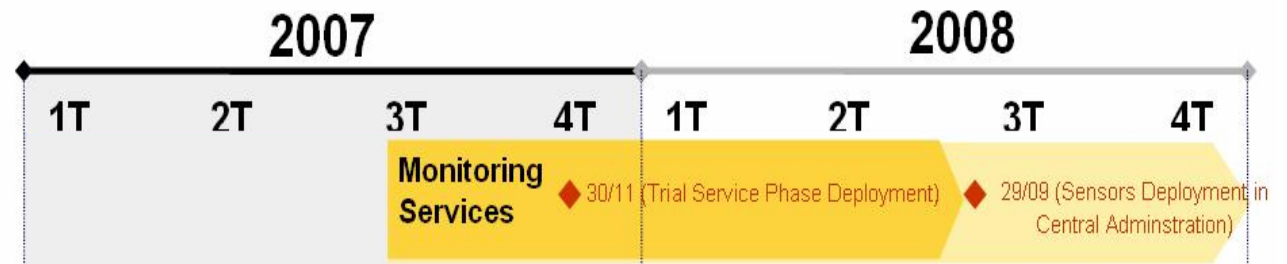 2007 2008
1T 2T 3T 4T 1T 2T 3T 4T
Monitoring
Services
30/11 (Trial Service Phase Deployment)
29/09 (Sensors Deployment in
Central Adminstration)